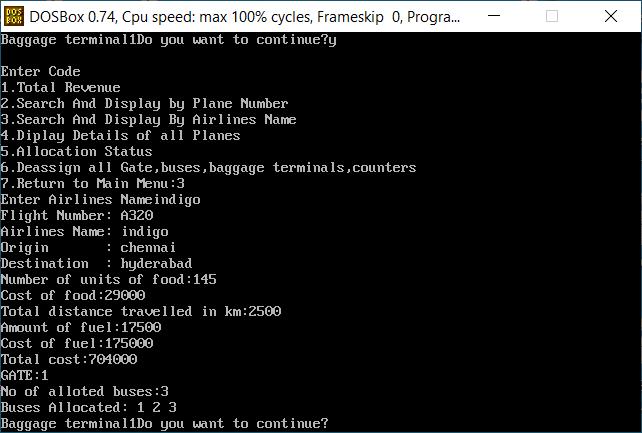 DOS BOX
DOSBox 0.74, Cpu speed: max 100% cycles, Frameskip  0, Progra...
Baggage terminal1Do you want to continue?y
Enter Code
1.Total Revenue
2.Search And Display by Plane Number
3.Search And Display By Airlines Name
4.Diplay Details of all Planes
5.Allocation Status
6.Deassign all Gate,buses,baggage terminals,counters
7.Return to Main Menu:3
Enter Airlines Nameindigo
Flight Number: A320
Airlines Name: indigo
Origin       : chennai
Destination  : hyderabad
Number of units of food:145
Cost of food:29000
Total distance travelled in km:2500
Amount of fuel:17500
Cost of fuel:175000
Total cost:704000
GATE:1
No of alloted buses:3
Buses Allocated: 1 2 3
Baggage terminal1Do you want to continue?